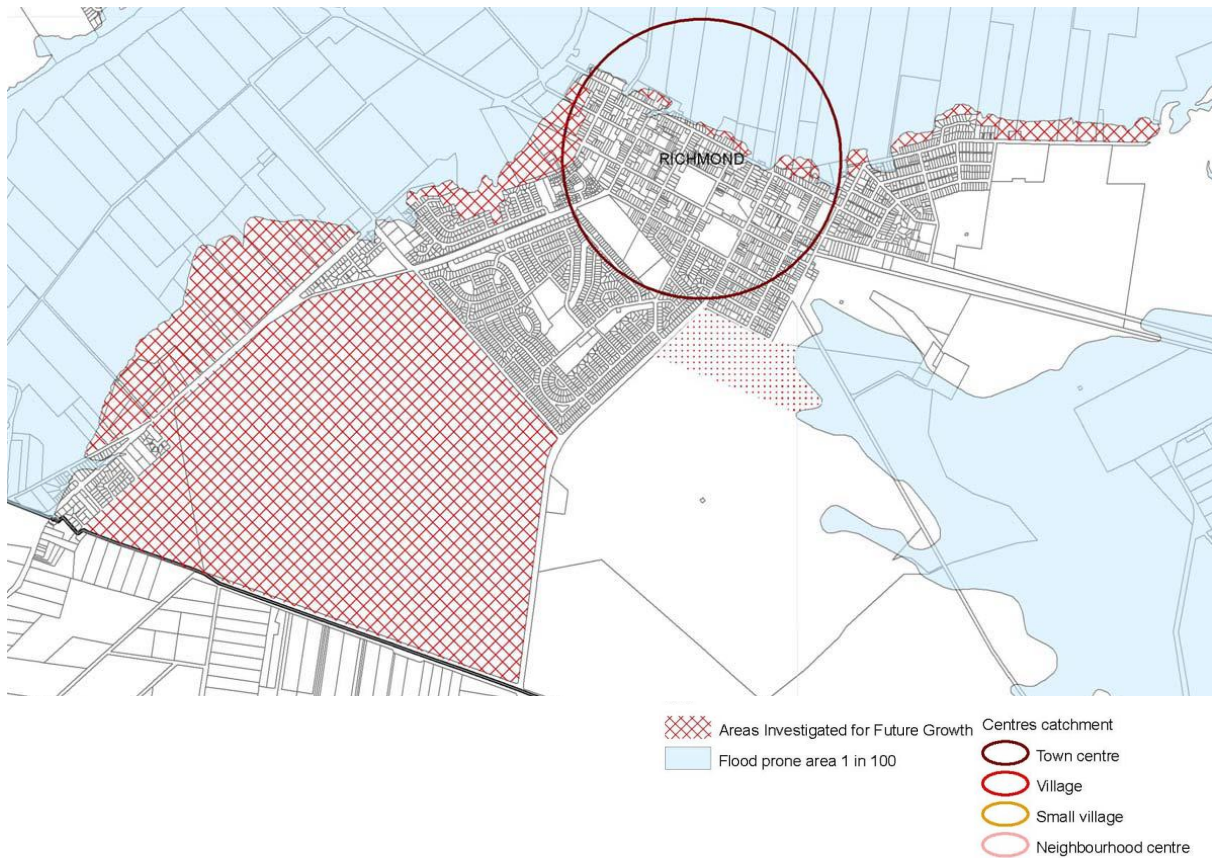 RICHMOND
Areas Investigated for Future Growth
Flood prone area 1 in 100
Centres catchment
Town centre
Village
Small village
Neighbourhood centre